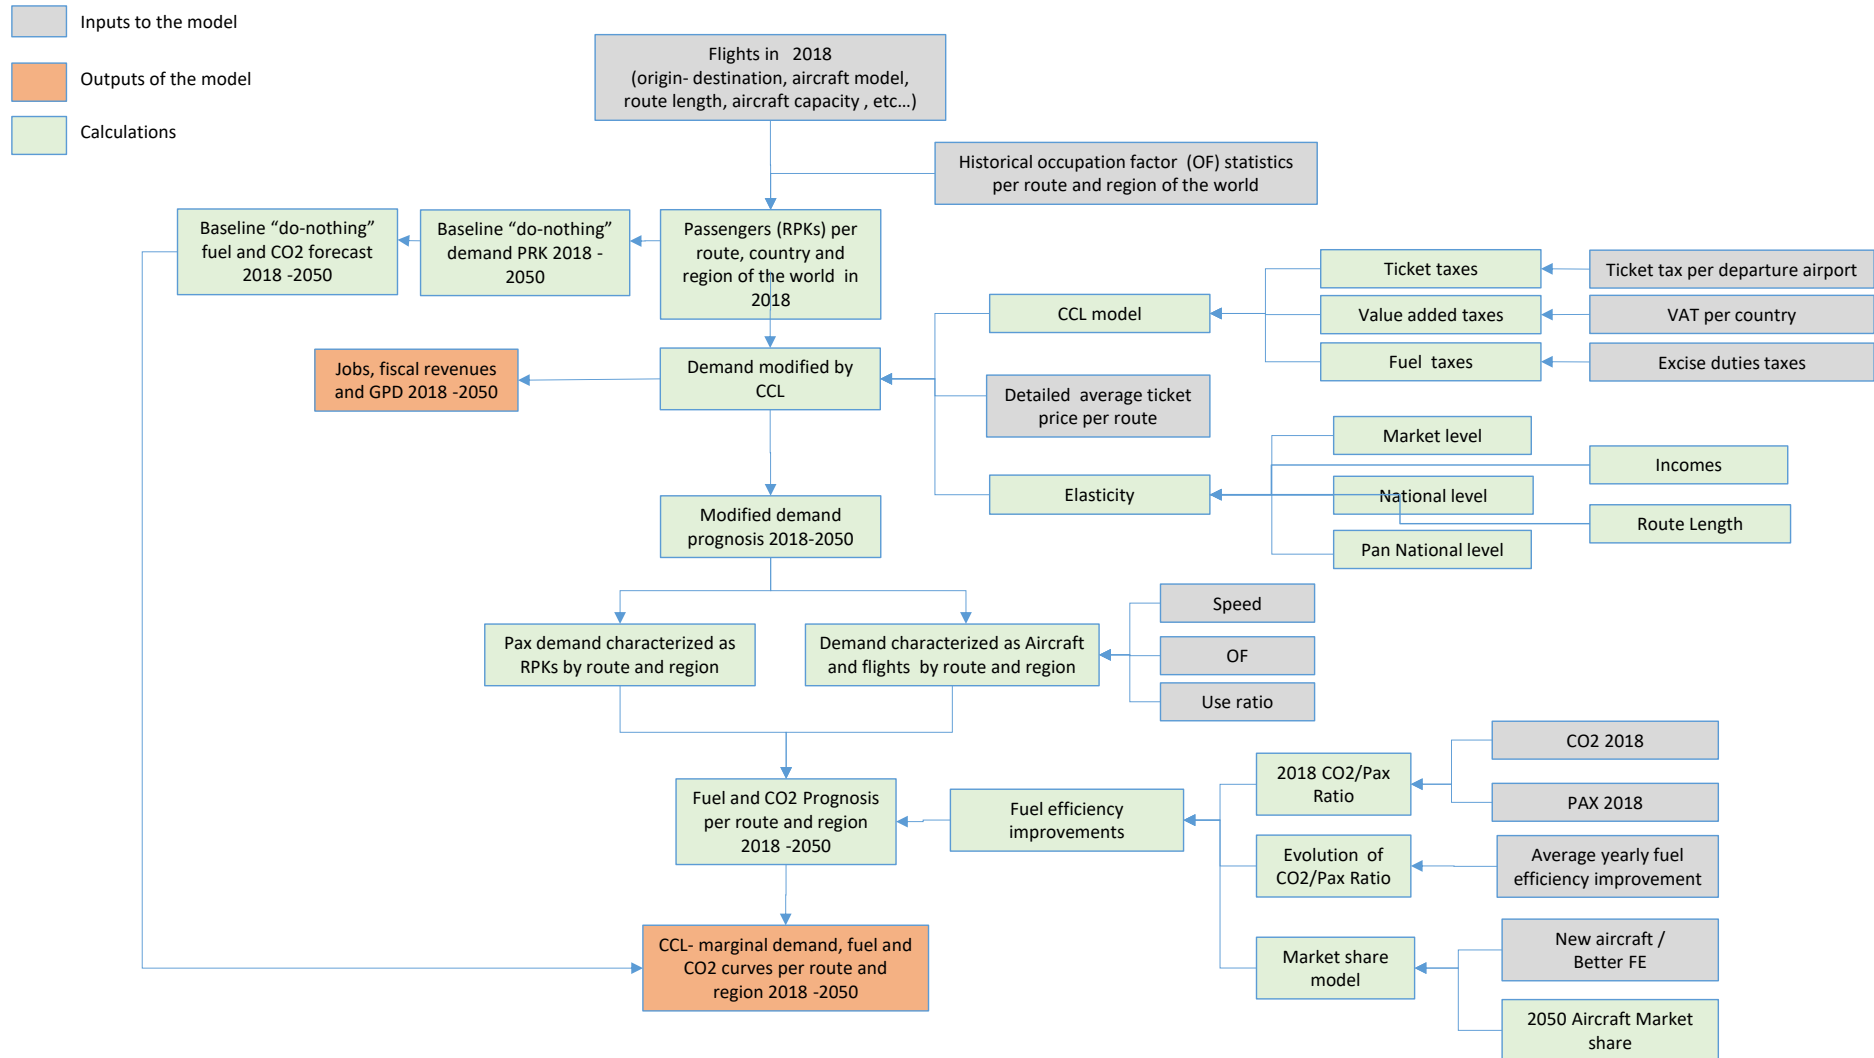 Inputs to the model
Outputs of the model
Calculations
Flights in 2018
(origin- destination, aircraft model,
route length, aircraft capacity , etc...)
Historical occupation factor (OF) statistics
per route and region of the world
Baseline “do-nothing”
fuel and CO2 forecast
2018 -2050
Baseline “do-nothing”
demand PRK 2018 -
2050
Passengers (RPKs) per
route, country and
region of the world in
2018
Ticket taxes
Ticket tax per departure airport
CCL model
Value added taxes
VAT per country
Fuel taxes
Excise duties taxes
Jobs, fiscal revenues
and GPD 2018 -2050
Demand modified by
CCL
Detailed average ticket
price per route
Market level
Incomes
Elasticity
National level
Route Length
Pan National level
Modified demand
prognosis 2018-2050
Speed
Pax demand characterized as
RPKs by route and region
Demand characterized as Aircraft
and flights by route and region
OF
Use ratio
CO2 2018
2018 CO2/Pax
Ratio
PAX 2018
Fuel and CO2 Prognosis
per route and region
2018 -2050
Fuel efficiency
improvements
Evolution of
CO2/Pax Ratio
Average yearly fuel
efficiency improvement
CCL- marginal demand, fuel and
CO2 curves per route and
region 2018 -2050
Market share
model
New aircraft /
Better FE
2050 Aircraft Market
share